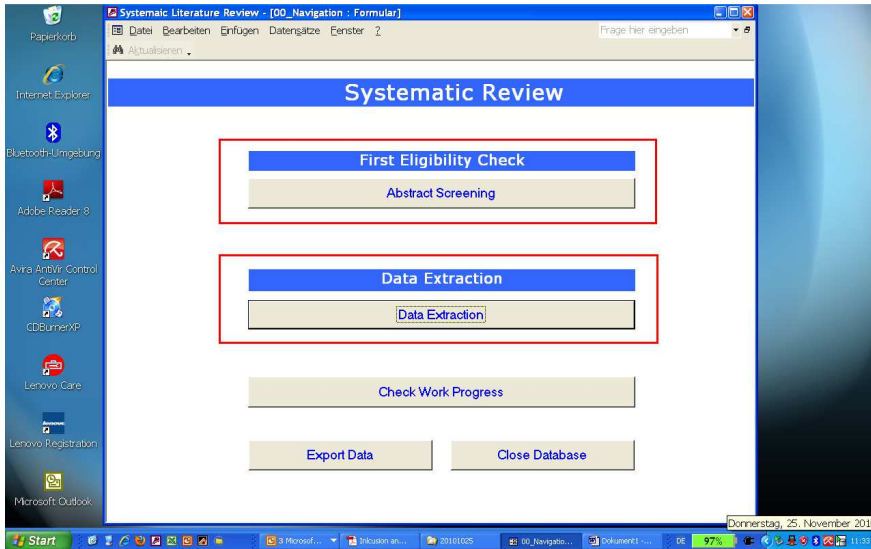 Papierkorb
Internet Explorer
Bluetooth-Umgebung
Adobe Reader 8
Avira AntiVir Control
Center
CDBurnerXP
Lenovo Care
Lenovo Registration
Microsoft Outlook
Systemaic Literature Review - [00_Navigation : Formular]
Datei Bearbeiten Einfügen Datensätze Fenster ?
Frage hier eingeben
Aktualisieren
Systematic Review
First Eligibility Check
Abstract Screening
Data Extraction
Data Extraction
Check Work Progress
Export Data
Close Database
Donnerstag, 25. November 201
Start
3 Microsof...
Inklusion an...
20101025
00_Navigatio...
Dokument1 -...
DE
97%
11:33